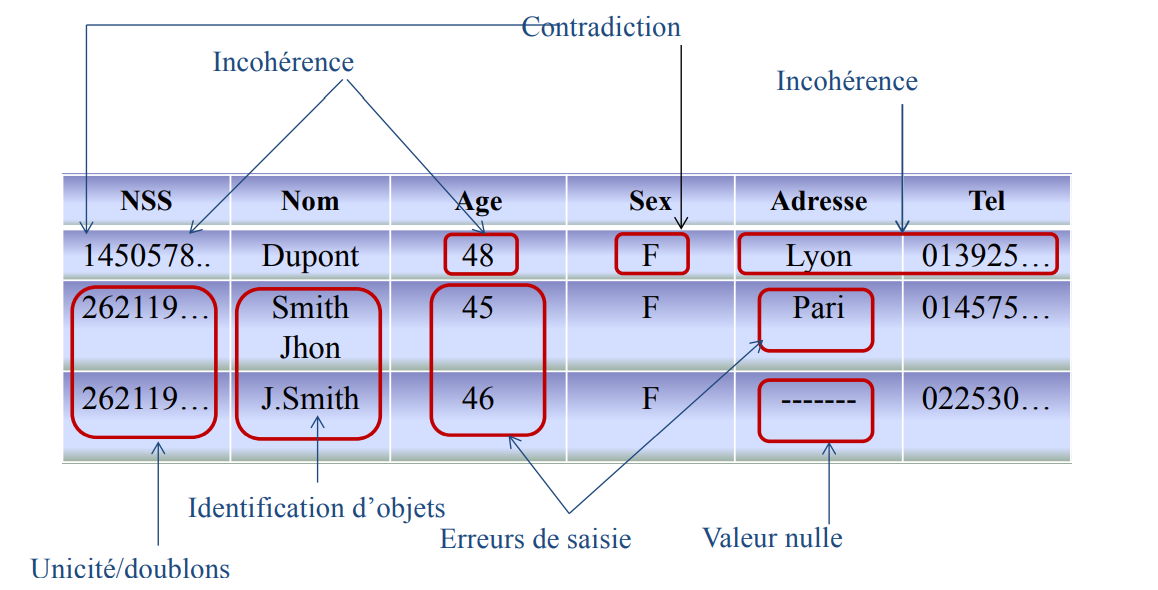 Contradiction
Incohérence
Incohérence
NSS Nom Age Sex Adresse Tel
1450578.. Dupont 48 F Lyon 013925...
262119... Smith 45 F Pari 014575...
Jhon
262119... J.Smith 46 F ------- 022530...
Identification d’objets
Erreurs de saisie
Valeur nulle
Unicité/doublons